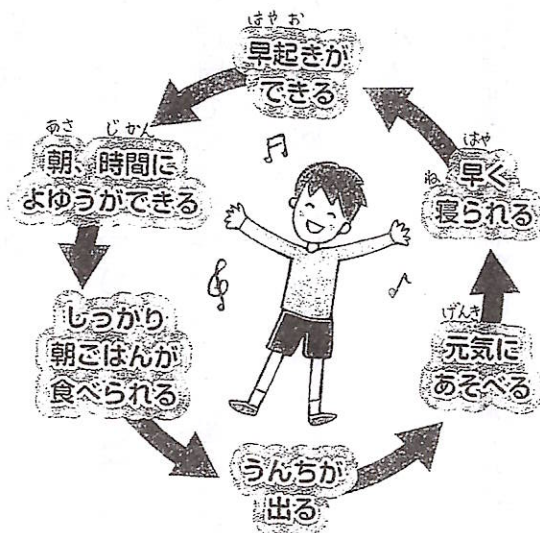 はやお
早起きが
できる
あさ じかん
朝、時間に
よゆうができる
しっかり
朝ごはんが
食べられる
うんちが
出る
げんき
元気に
あそべる
はや
早く
ね
寝られる